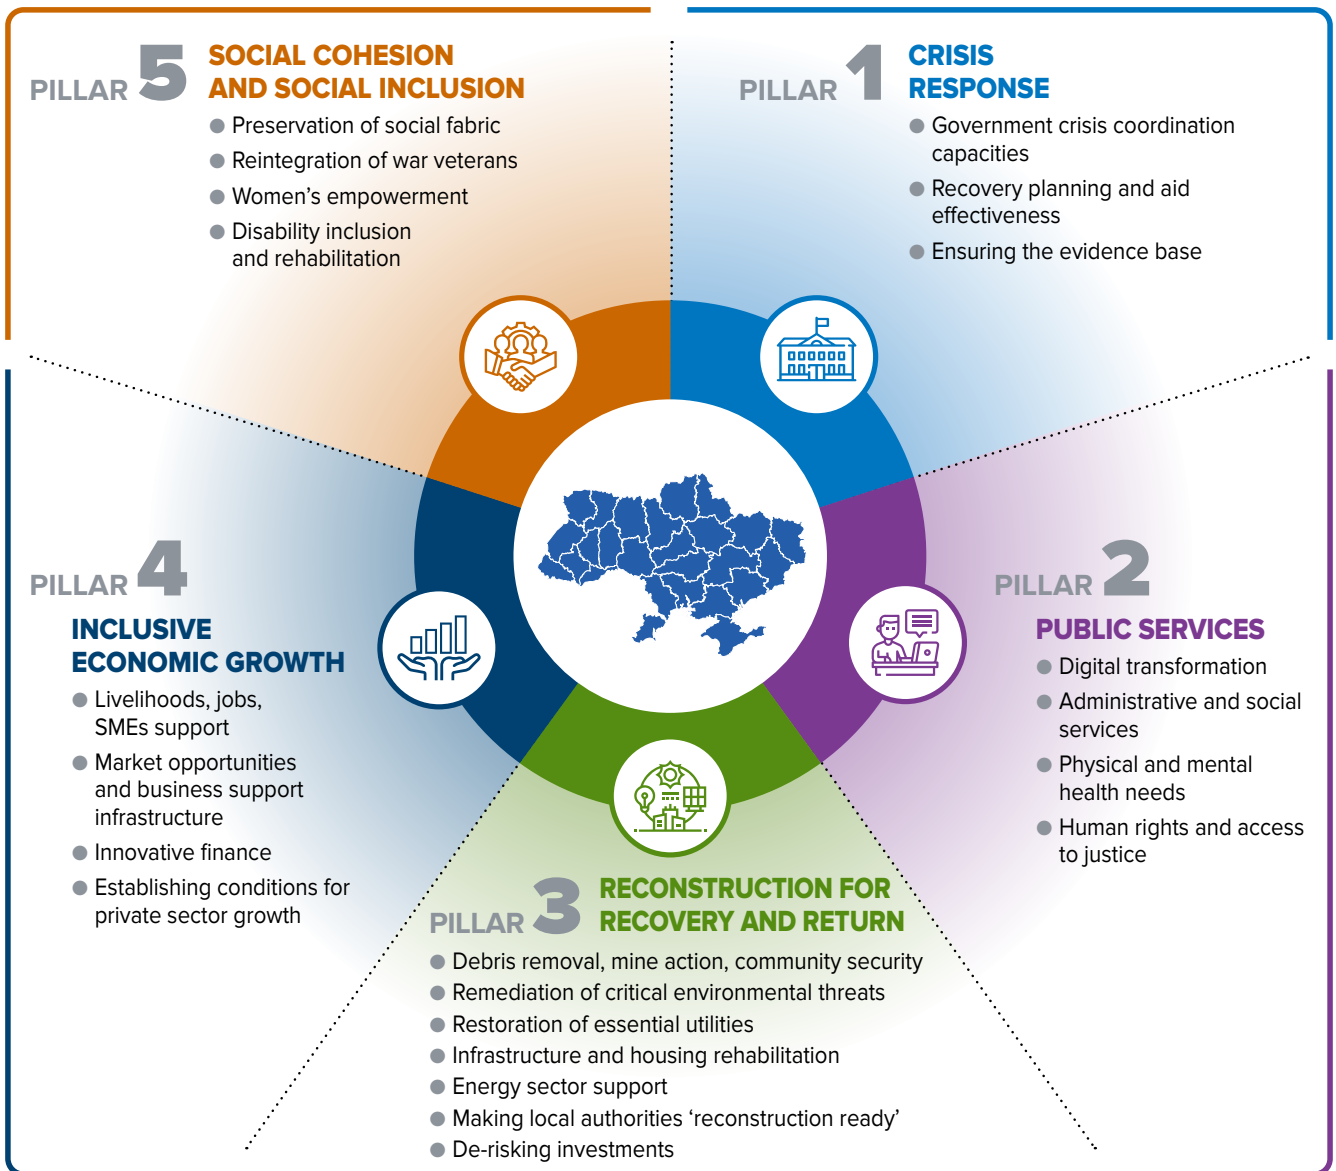 PILLAR 5
SOCIAL COHESION
AND SOCIAL INCLUSION
● Preservation of social fabric
● Reintegration of war veterans
● Women’s empowerment
● Disability inclusion
and rehabilitation
PILLAR 1
CRISIS
RESPONSE
● Government crisis coordination
capacities
● Recovery planning and aid
effectiveness
● Ensuring the evidence base
PILLAR 4
INCLUSIVE
ECONOMIC GROWTH
● Livelihoods, jobs,
SMEs support
● Market opportunities
and business support
infrastructure
● Innovative finance
● Establishing conditions for
private sector growth
PILLAR 2
PUBLIC SERVICES
● Digital transformation
● Administrative and social
services
● Physical and mental
health needs
● Human rights and access
to justice
PILLAR 3
RECONSTRUCTION FOR
RECOVERY AND RETURN
● Debris removal, mine action, community security
● Remediation of critical environmental threats
● Restoration of essential utilities
● Infrastructure and housing rehabilitation
● Energy sector support
● Making local authorities ‘reconstruction ready’
● De-risking investments